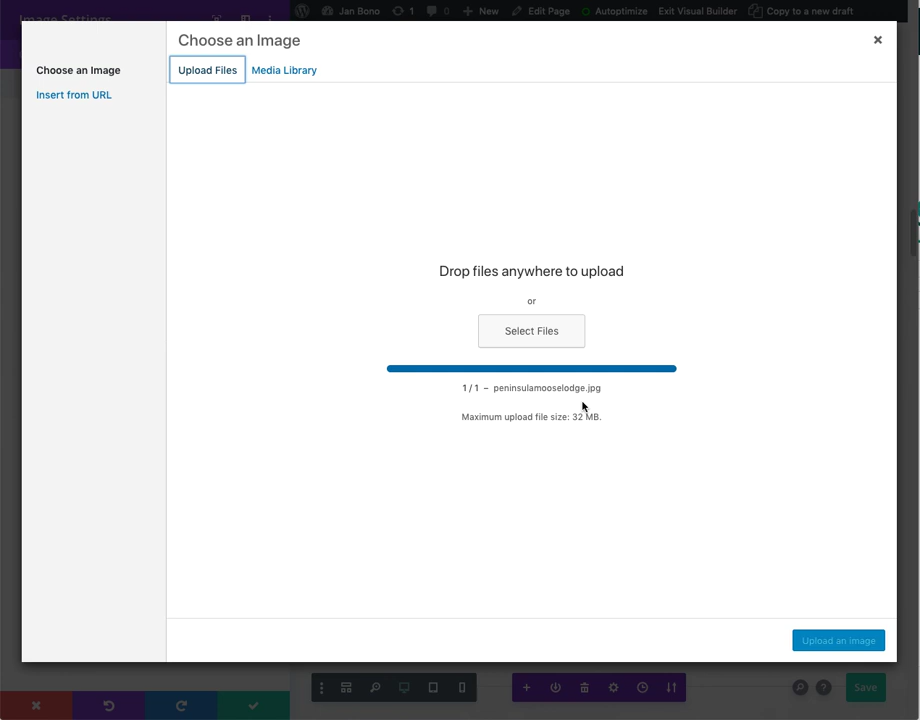 Image Settings
Jan Bono
1
0
New
Edit Page
Autoptimize
Exit Visual Builder
Copy to a new draft
Choose an Image
Choose an Image
Insert from URL
Upload Files
Media Library
Drop files anywhere to upload
or
Select Files
1 / 1 – peninsulamooselodge.jpg
Maximum upload file size: 32 MB.
Upload an image
Save